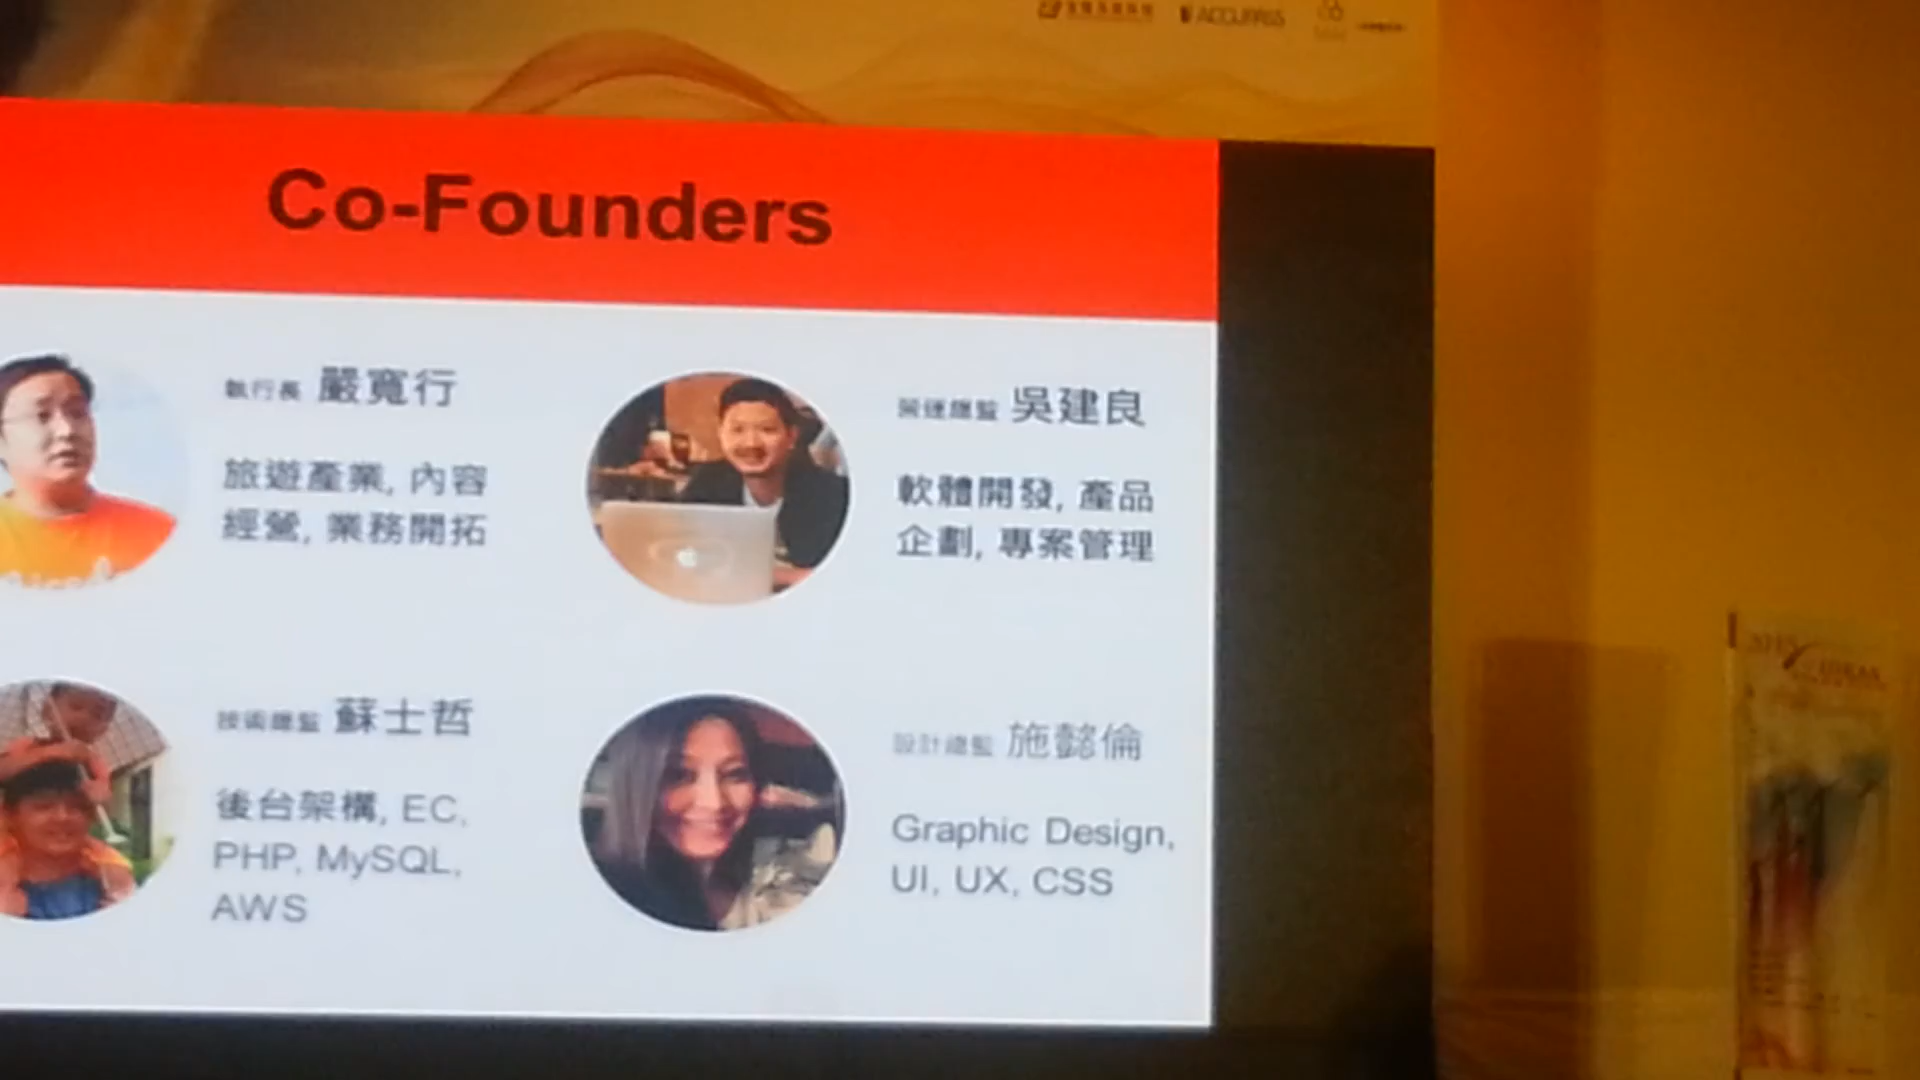 ACCUPASS
Co-Founders
執行長 嚴寬行
旅遊產業, 內容
經營, 業務開拓
營運總監 吳建良
軟體開發, 產品
企劃, 專案管理
技術總監 蘇士哲
後台架構, EC,
PHP, MySQL,
AWS
設計總監 施懿倫
Graphic Design,
UI, UX, CSS